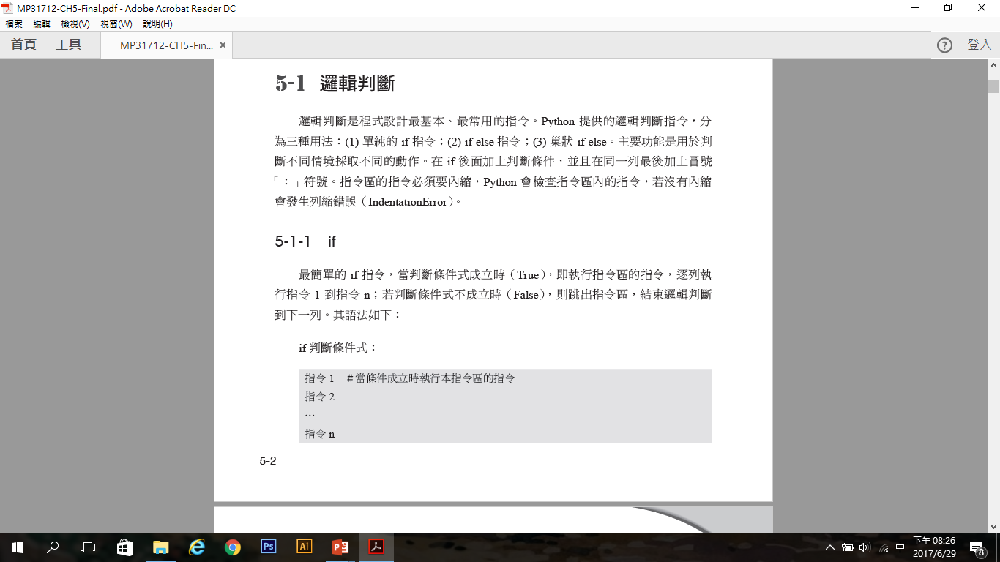 MP31712-CH5-Final.pdf - Adobe Acrobat Reader DC
檔案 編輯 檢視(V) 視窗(W) 說明(H)
首頁 工具 MP31712-CH5-Fin... × ? 登入
5-1 邏輯判斷
邏輯判斷是程式設計最基本、最常用的指令。Python 提供的邏輯判斷指令，分
為三種用法：(1) 單純的 if 指令；(2) if else 指令；(3) 巢狀 if else。主要功能是用於判
斷不同情境採取不同的動作。在 if 後面加上判斷條件，並且在同一列最後加上冒號
「：」符號。指令區的指令必須要內縮，Python 會檢查指令區內的指令，若沒有內縮
會發生列縮錯誤（IndentationError）。
5-1-1 if
最簡單的 if 指令，當判斷條件式成立時（True），即執行指令區的指令，逐列執
行指令 1 到指令 n；若判斷條件式不成立時（False），則跳出指令區，結束邏輯判斷
到下一列。其語法如下：
if 判斷條件式：
指令 1 # 當條件成立時執行本指令區的指令
指令 2
…
指令 n
5-2
Ps Ai 中 下午 08:26
2017/6/29 8